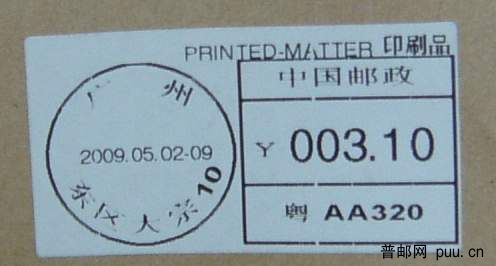 PRINTED-MATTER 印刷品
广州
2009.05.02-09
东区大宗10
中国邮政
¥ 003.10
粤 AA320
普邮网 puu.cn